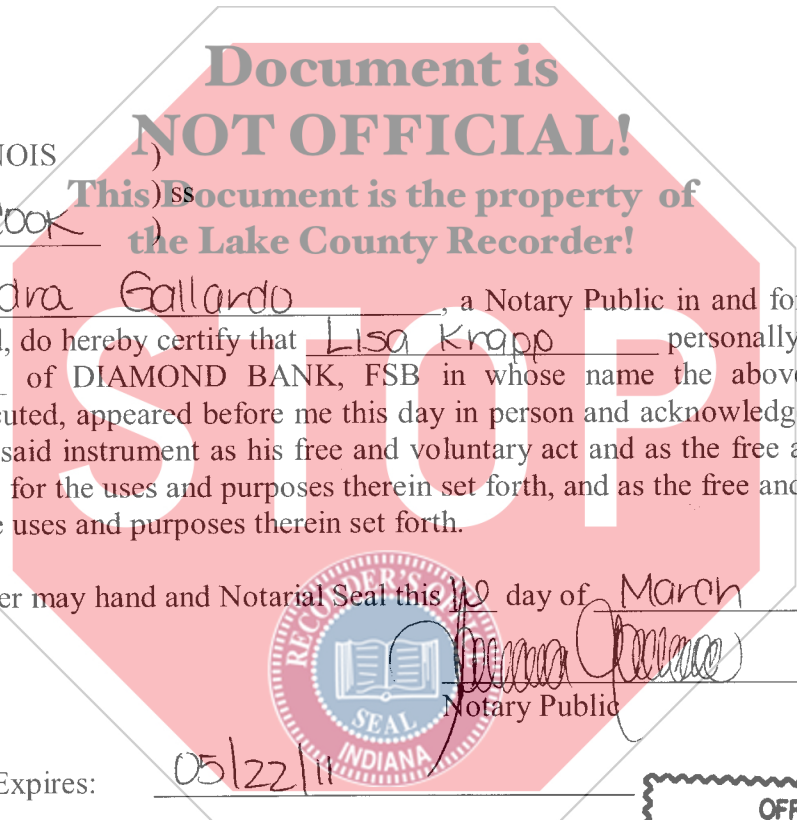 Document is
NOT OFFICIAL!
NOIS )
This Document is the property of
) ss
COOK )
the Lake County Recorder!
dra Gallardo , a Notary Public in and fo
, do hereby certify that Lisa Krapp personally
of DIAMOND BANK, FSB in whose name the above
cuted, appeared before me this day in person and acknowledg
said instrument as his free and voluntary act and as the free a
for the uses and purposes therein set forth, and as the free and
e uses and purposes therein set forth.
STOP
er may hand and Notarial Seal this day of March
RECORDER'S OFFICE
SEAL
INDIANA
Notary Public
Expires: 05/22/11
OFF